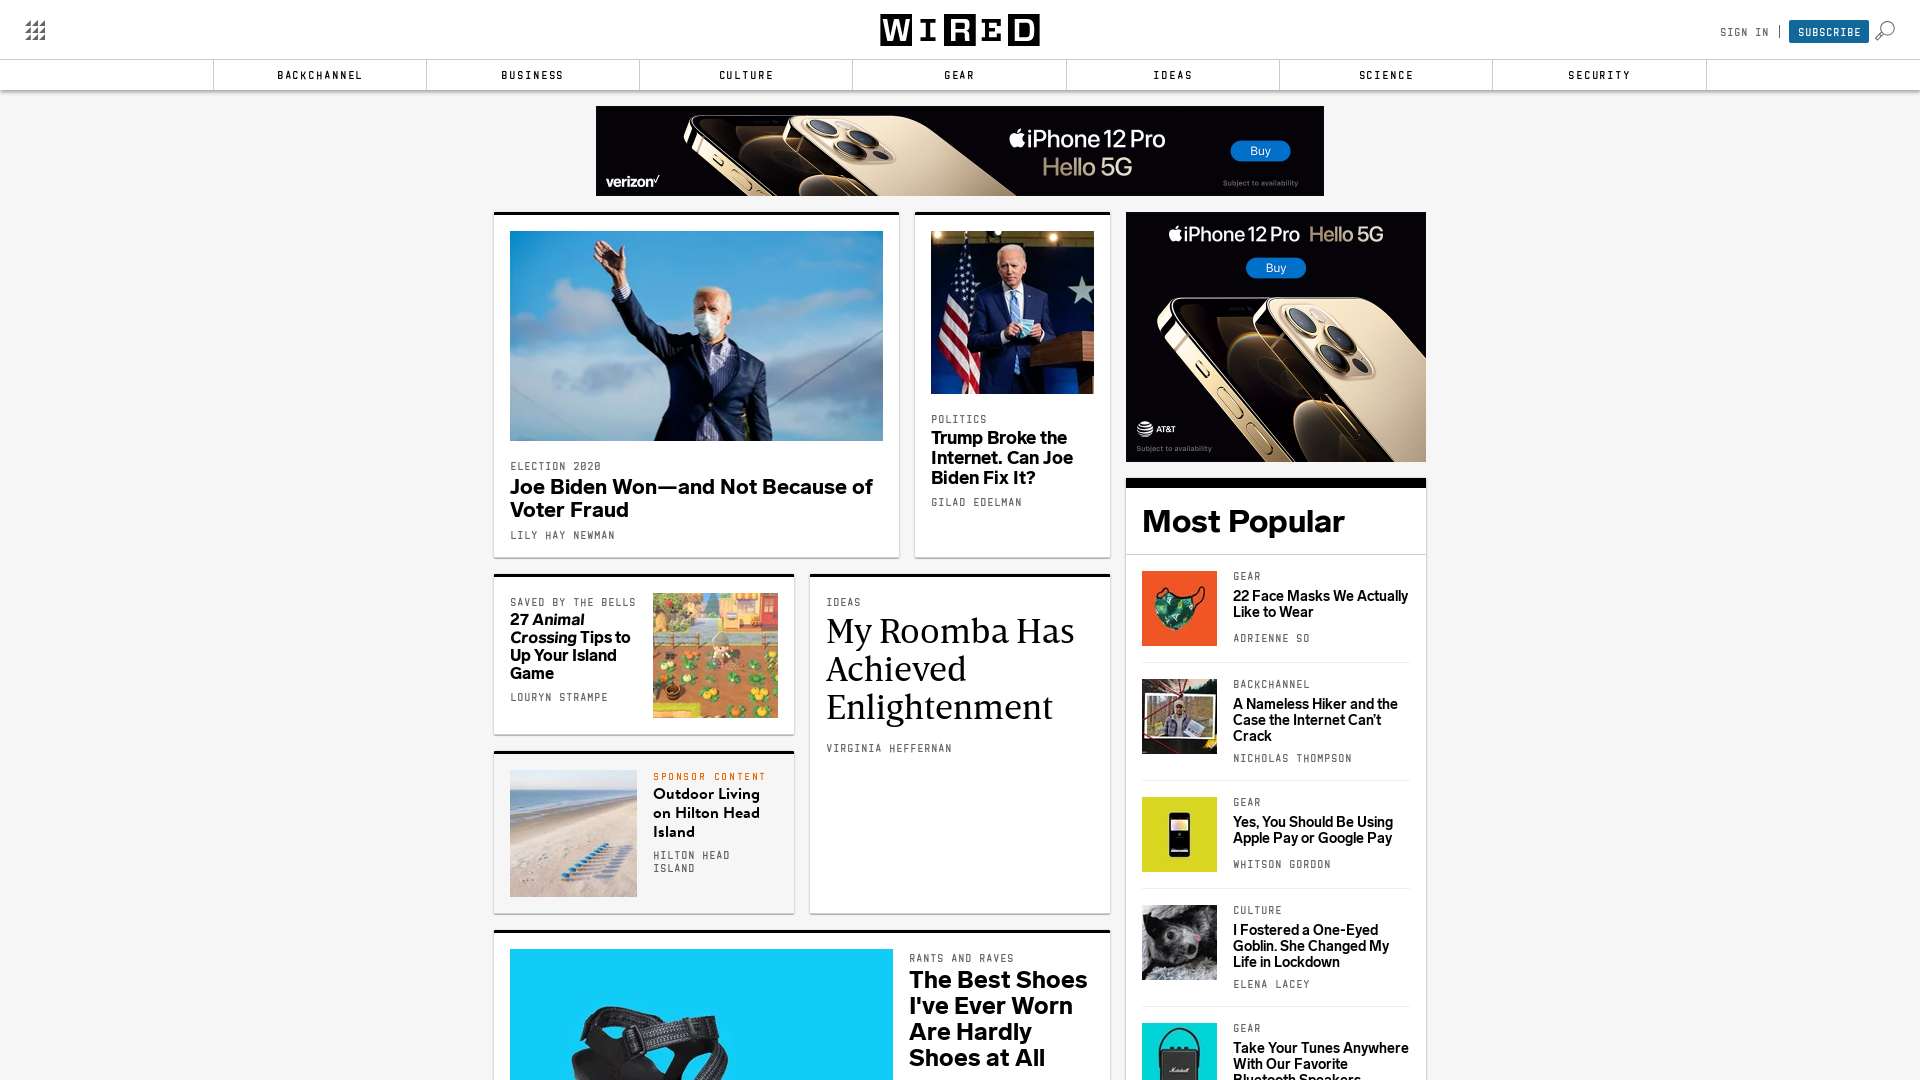 WIRED
SIGN IN
SUBSCRIBE
BACKCHANNEL
BUSINESS
CULTURE
GEAR
IDEAS
SCIENCE
SECURITY
iPhone 12 Pro
Hello 5G
Buy
verizon
Subject to availability
ELECTION 2020
Joe Biden Won—and Not Because of
Voter Fraud
LILY HAY NEWMAN
POLITICS
Trump Broke the
Internet. Can Joe
Biden Fix It?
GILAD EDELMAN
iPhone 12 Pro Hello 5G
Buy
AT&T
Subject to availability
SAVED BY THE BELLS
27 Animal
Crossing Tips to
Up Your Island
Game
LOURYN STRAMPE
IDEAS
My Roomba Has
Achieved
Enlightenment
VIRGINIA HEFFERNAN
SPONSOR CONTENT
Outdoor Living
on Hilton Head
Island
HILTON HEAD
ISLAND
RANTS AND RAVES
The Best Shoes
I've Ever Worn
Are Hardly
Shoes at All
Most Popular
GEAR
22 Face Masks We Actually
Like to Wear
ADRIENNE SO
BACKCHANNEL
A Nameless Hiker and the
Case the Internet Can’t
Crack
NICHOLAS THOMPSON
GEAR
Yes, You Should Be Using
Apple Pay or Google Pay
WHITSON GORDON
CULTURE
I Fostered a One-Eyed
Goblin. She Changed My
Life in Lockdown
ELENA LACEY
GEAR
Take Your Tunes Anywhere
With Our Favorite
Bluetooth Speakers
Marshall